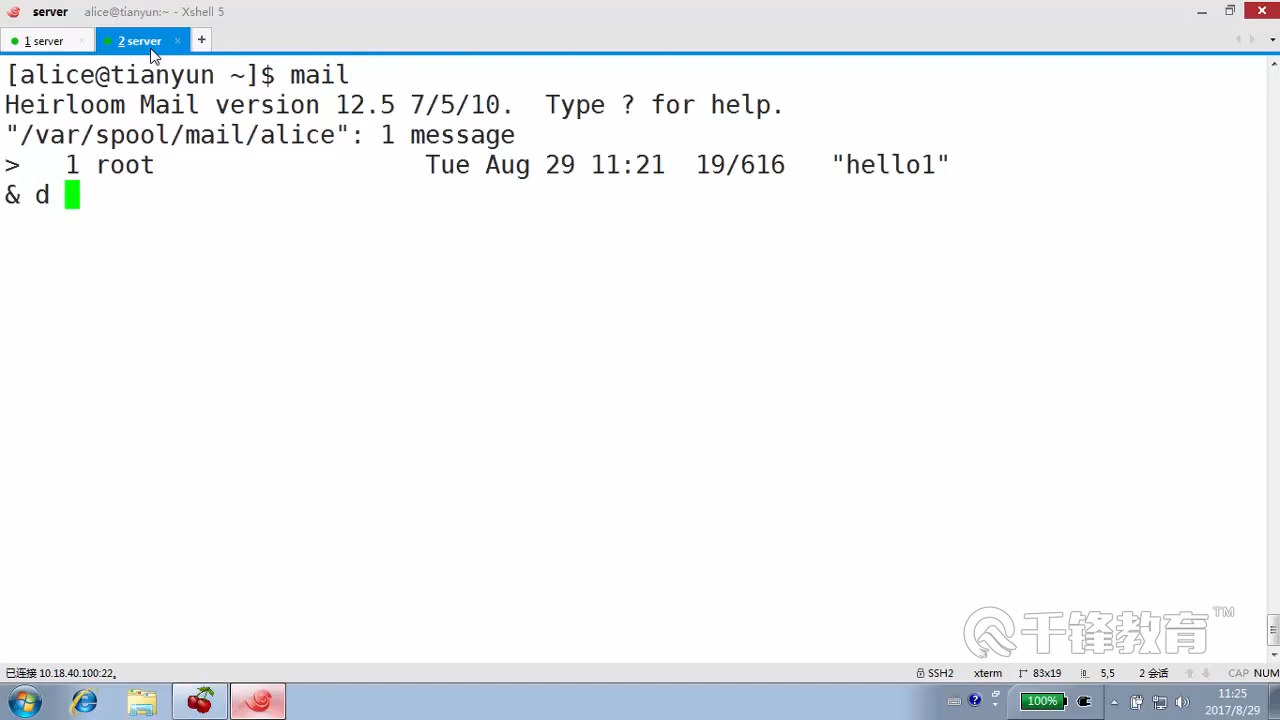 server alice@tianyun:~ - Xshell 5
1 server × 2 server × +
[alice@tianyun ~]$ mail
Heirloom Mail version 12.5 7/5/10.  Type ? for help.
"/var/spool/mail/alice": 1 message
>   1 root                  Tue Aug 29 11:21  19/616   "hello1"
& d
千锋教育™
已连接 10.18.40.100:22。 SSH2 xterm 83x19 5,5 2 会话 CAP NUM
100% 11:25
2017/8/29